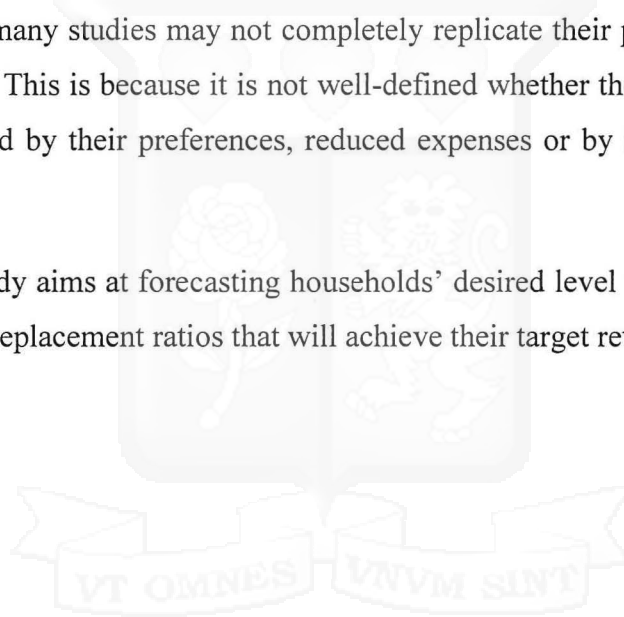 many studies may not completely replicate their
This is because it is not well-defined whether
d by their preferences, reduced expenses or by
dy aims at forecasting households’ desired level
eplacement ratios that will achieve their target
VT OMNES VNVM SINT